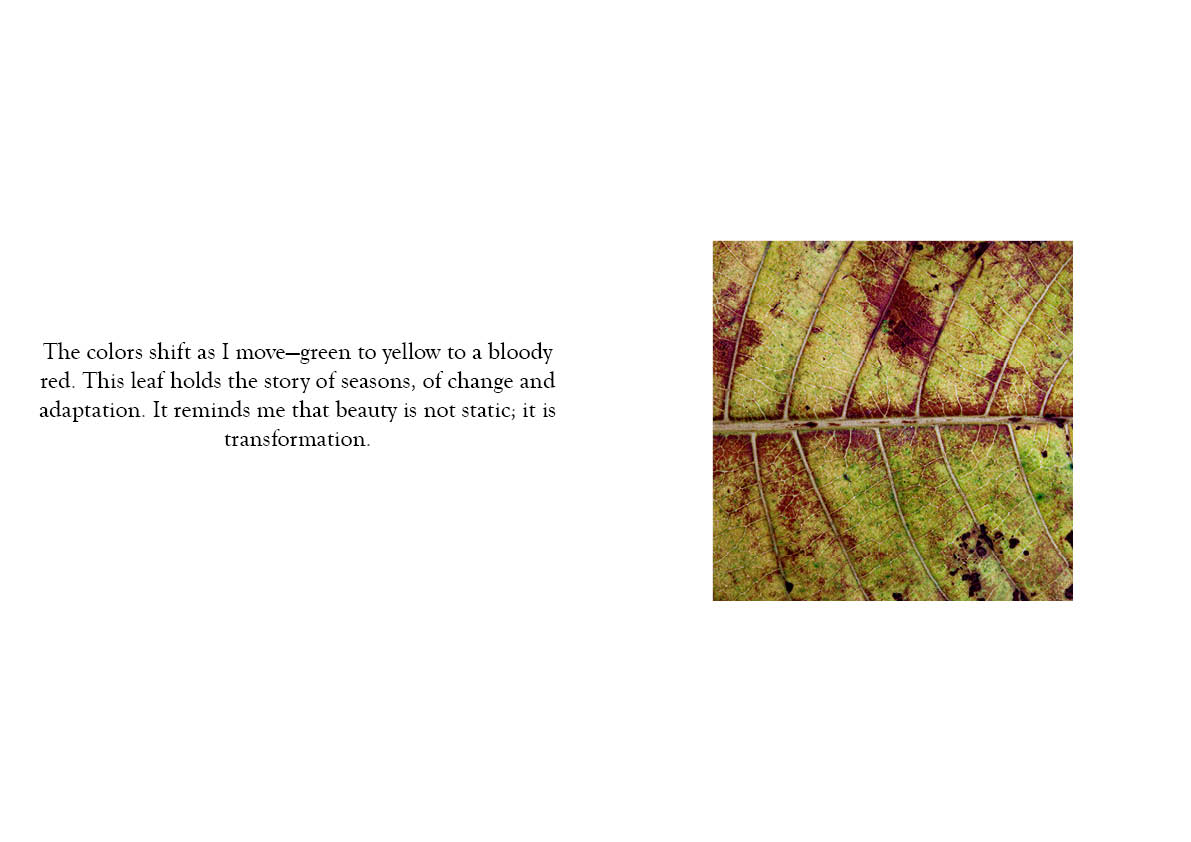 The colors shift as I move—green to yellow to a bloody
red. This leaf holds the story of seasons, of change and
adaptation. It reminds me that beauty is not static; it is
transformation.